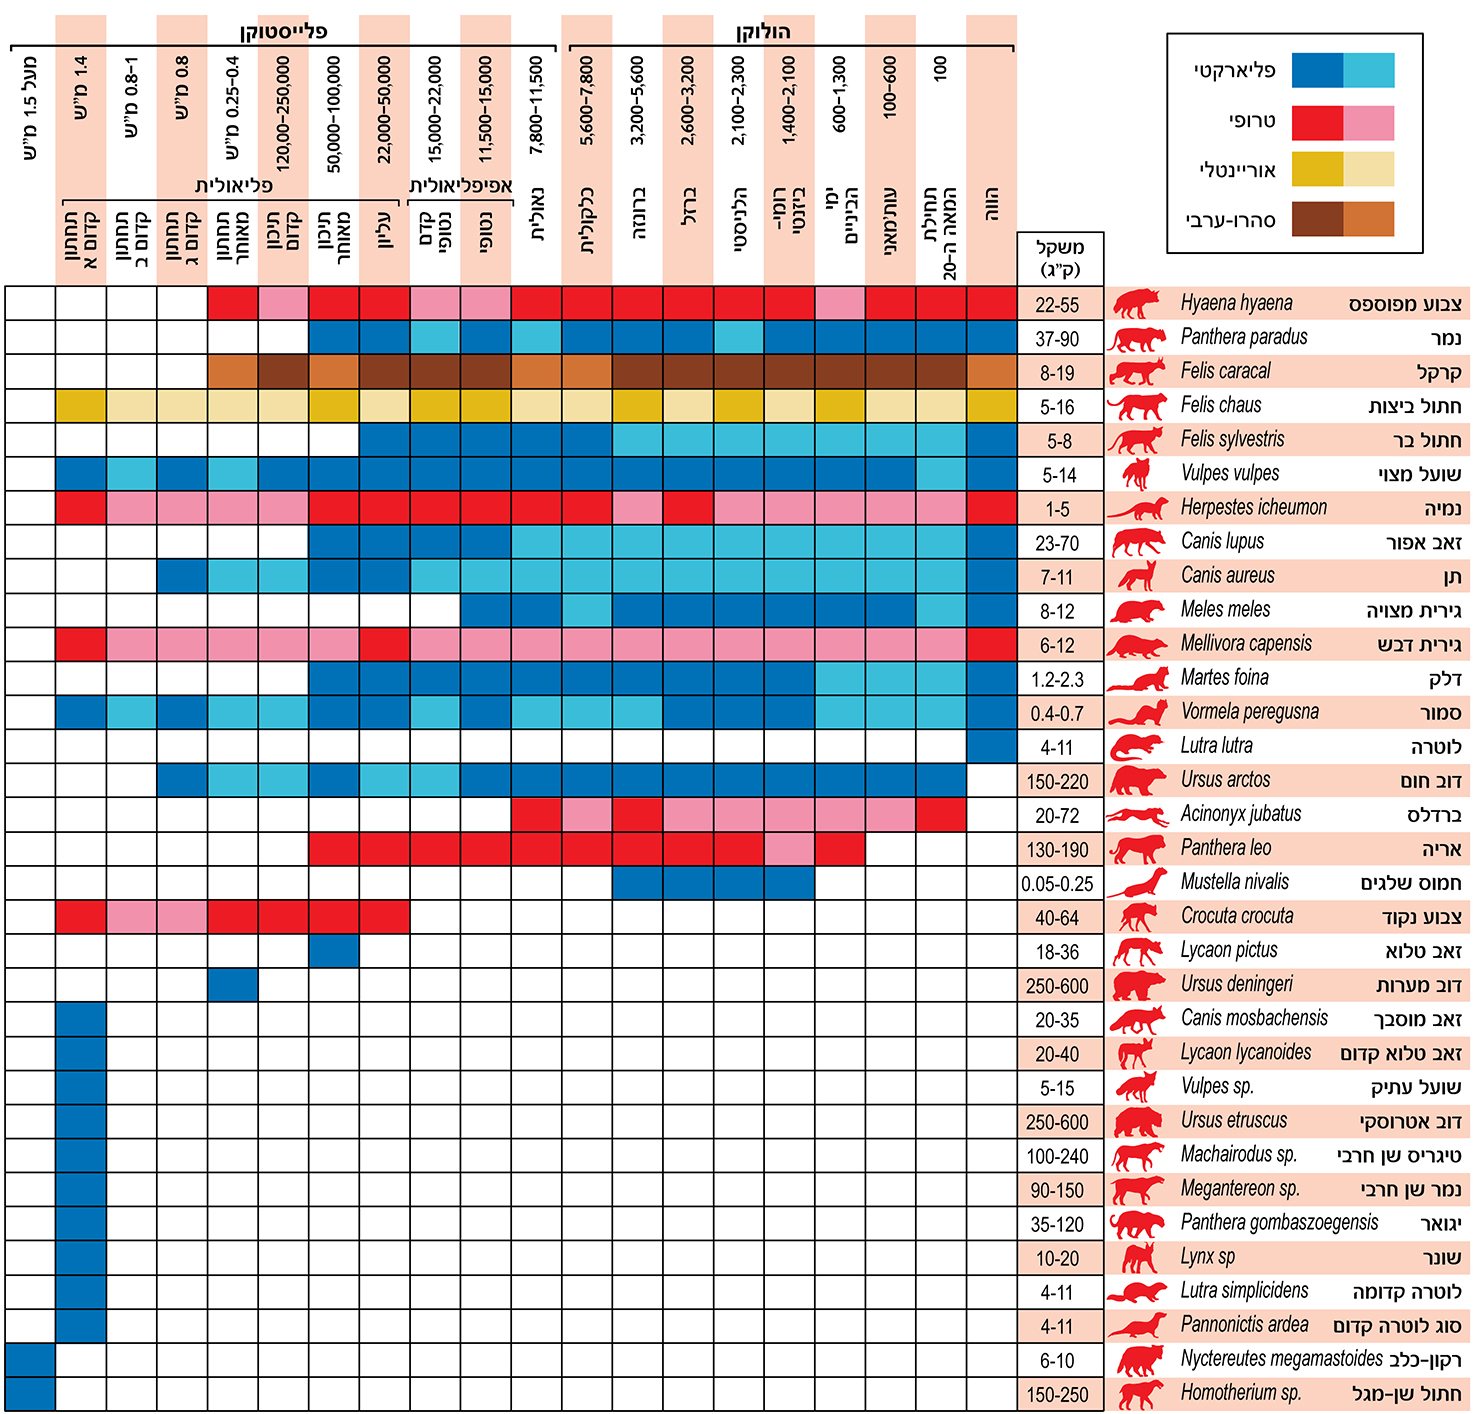 פלייסטוקן
הולוקן
מעל 1.5 מ"ש
1.4 מ"ש
0.8–1 מ"ש
0.8 מ"ש
0.25–0.4 מ"ש
120,00–250,000
50,000–100,000
22,000–50,000
15,000–22,000
11,500–15,000
7,800–11,500
5,600–7,800
3,200–5,600
2,600–3,200
2,100–2,300
1,400–2,100
600–1,300
100–600
100
פליאולית
אפיפליאולית
תחתון קדום א
תחתון קדום ב
תחתון קדום ג
תחתון מאוחר
תיכון קדום
תיכון מאוחר
עליון
קדם נטופי
נטופי
נאולית
כלקולית
ברונזה
ברזל
הלניסטי
רומי-ביזנטי
ימי הביניים
עות'מאני
תחילת המאה ה-20
הווה
פליארקטי
טרופי
אוריינטלי
סהרו-ערבי
משקל
(ק"ג)
22-55 Hyaena hyaena צבוע מפוספס
37-90 Panthera paradus נמר
8-19 Felis caracal קרקל
5-16 Felis chaus חתול ביצות
5-8 Felis sylvestris חתול בר
5-14 Vulpes vulpes שועל מצוי
1-5 Herpestes icheumon נמיה
23-70 Canis lupus זאב אפור
7-11 Canis aureus תן
8-12 Meles meles גירית מצויה
6-12 Mellivora capensis גירית דבש
1.2-2.3 Martes foina דלק
0.4-0.7 Vormela peregusna סמור
4-11 Lutra lutra לוטרה
150-220 Ursus arctos דוב חום
20-72 Acinonyx jubatus ברדלס
130-190 Panthera leo אריה
0.05-0.25 Mustella nivalis חמוס שלגים
40-64 Crocuta crocuta צבוע נקוד
18-36 Lycaon pictus זאב טלוא
250-600 Ursus deningeri דוב מערות
20-35 Canis mosbachensis זאב מוסבך
20-40 Lycaon lycanoides זאב טלוא קדום
5-15 Vulpes sp. שועל עתיק
250-600 Ursus etruscus דוב אטרוסקי
100-240 Machairodus sp. טיגריס שן חרבי
90-150 Megantereon sp. נמר שן חרבי
35-120 Panthera gombaszoegensis יגואר
10-20 Lynx sp שונר
4-11 Lutra simplicidens לוטרה קדומה
4-11 Pannonictis ardea סוג לוטרה קדום
6-10 Nyctereutes megamastoides רקון-כלב
150-250 Homotherium sp. חתול שן-מגל